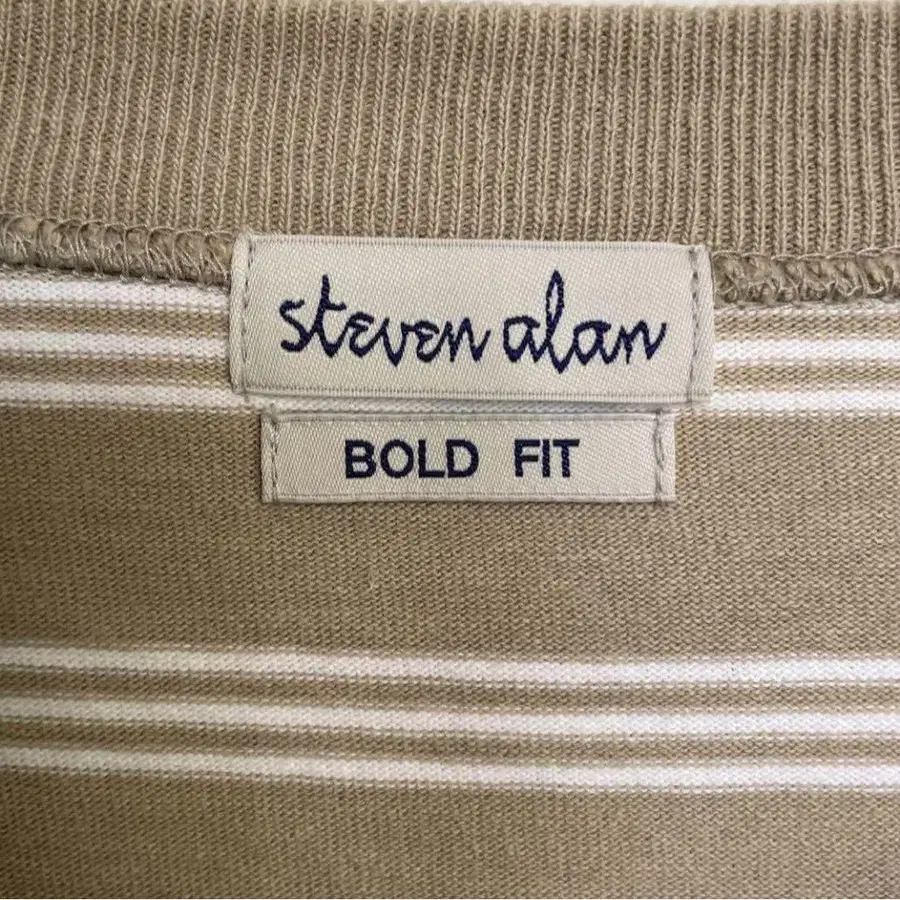 steven alan
BOLD FIT